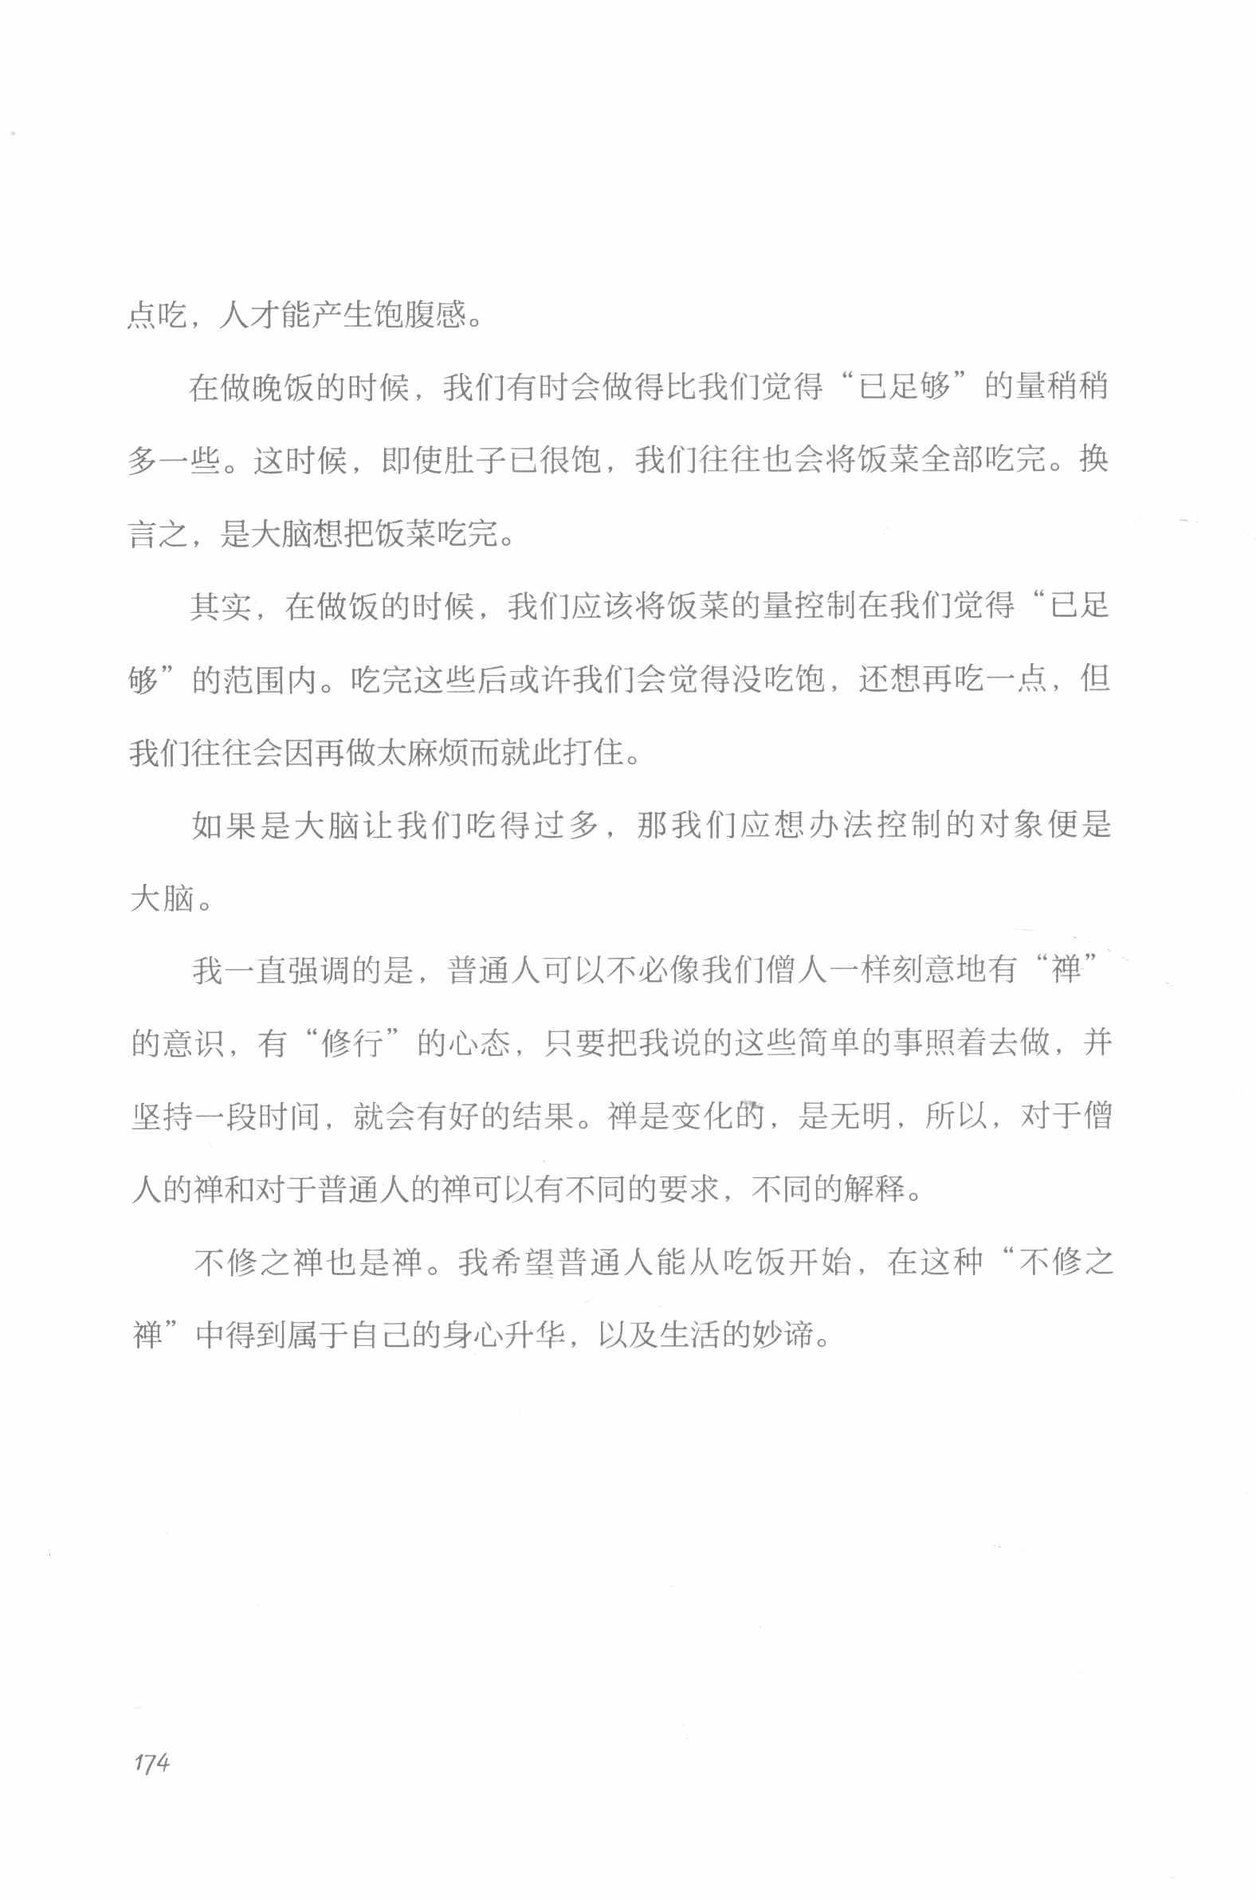 点吃，人才能产生饱腹感。
在做晚饭的时候，我们有时会做得比我们觉得“已足够”的量稍稍
多一些。这时候，即使肚子已很饱，我们往往也会将饭菜全部吃完。换
言之，是大脑想把饭菜吃完。
其实，在做饭的时候，我们应该将饭菜的量控制在我们觉得“已足
够”的范围内。吃完这些后或许我们会觉得没吃饱，还想再吃一点，但
我们往往会因再做太麻烦而就此打住。
如果是大脑让我们吃得过多，那我们应想办法控制的对象便是
大脑。
我一直强调的是，普通人可以不必像我们僧人一样刻意地有“禅”
的意识，有“修行”的心态，只要把我说的这些简单的事照着去做，并
坚持一段时间，就会有好的结果。禅是变化的，是无明，所以，对于僧
人的禅和对于普通人的禅可以有不同的要求，不同的解释。
不修之禅也是禅。我希望普通人能从吃饭开始，在这种“不修之
禅”中得到属于自己的身心升华，以及生活的妙谛。
174